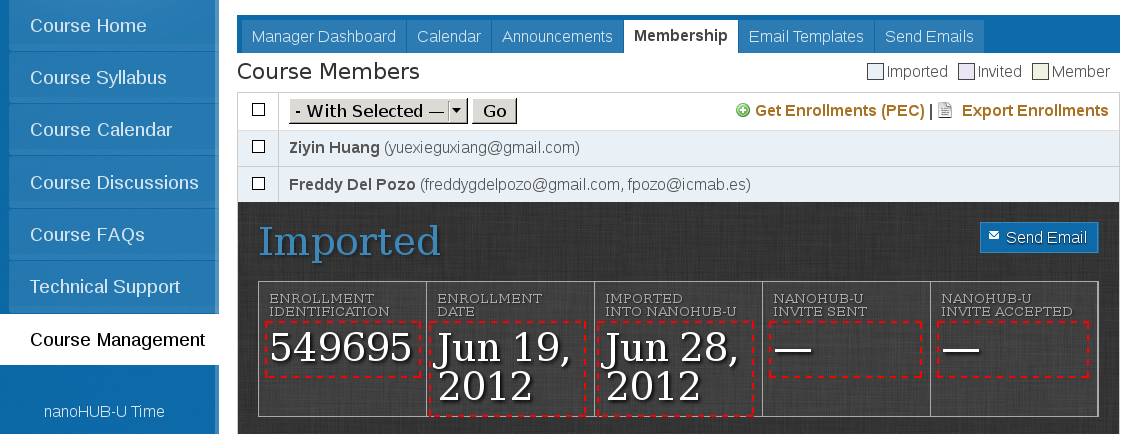 Course Home
Course Syllabus
Course Calendar
Course Discussions
Course FAQs
Technical Support
Course Management
nanoHUB-U Time
Manager Dashboard Calendar Announcements Membership Email Templates Send Emails
Course Members
Imported Invited Member
- With Selected — Go
Get Enrollments (PEC) | Export Enrollments
Ziyin Huang (yuexieguxiang@gmail.com)
Freddy Del Pozo (freddygdelpozo@gmail.com, fpozo@icmab.es)
Imported
Send Email
ENROLLMENT
IDENTIFICATION
549695
ENROLLMENT
DATE
Jun 19,
2012
IMPORTED
INTO NANOHUB-U
Jun 28,
2012
NANOHUB-U
INVITE SENT
—
NANOHUB-U
INVITE ACCEPTED
—